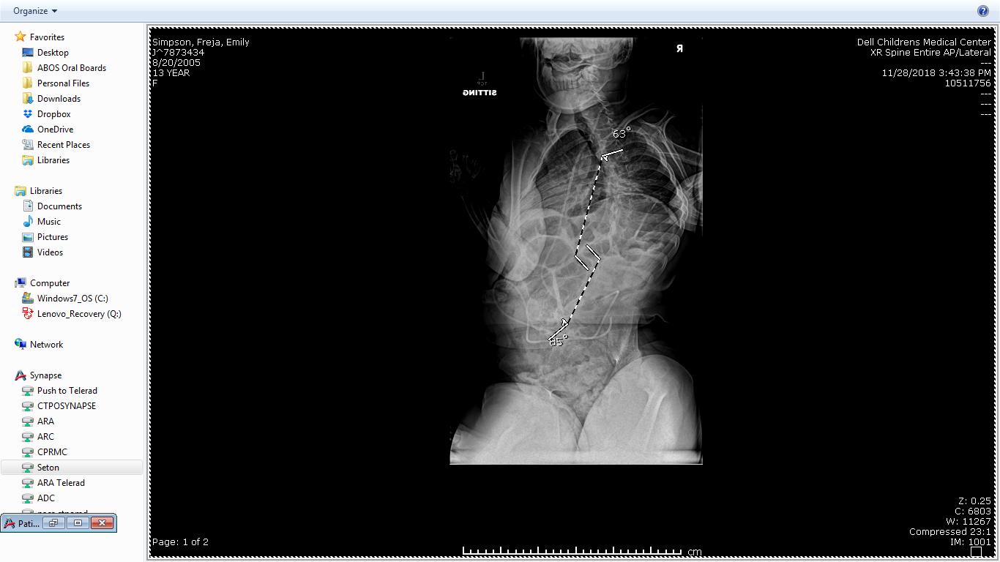 Organize
Favorites
Desktop
ABOS Oral Boards
Personal Files
Downloads
Dropbox
OneDrive
Recent Places
Libraries
Libraries
Documents
Music
Pictures
Videos
Computer
Windows7_OS (C:)
Lenovo_Recovery (Q:)
Network
Synapse
Push to Telerad
CTPOSYNAPSE
ARA
ARC
CPRMC
Seton
ARA Telerad
ADC
Pati...
Simpson, Freja, Emily
J^7873434
8/20/2005
13 YEAR
F
Dell Childrens Medical Center
XR Spine Entire AP/Lateral
---
11/28/2018 3:43:38 PM
10511756
---
---
---
R
L
SITTING
63°
85°
Page: 1 of 2
cm
Z: 0.25
C: 6803
W: 11267
Compressed 23:1
IM: 1001